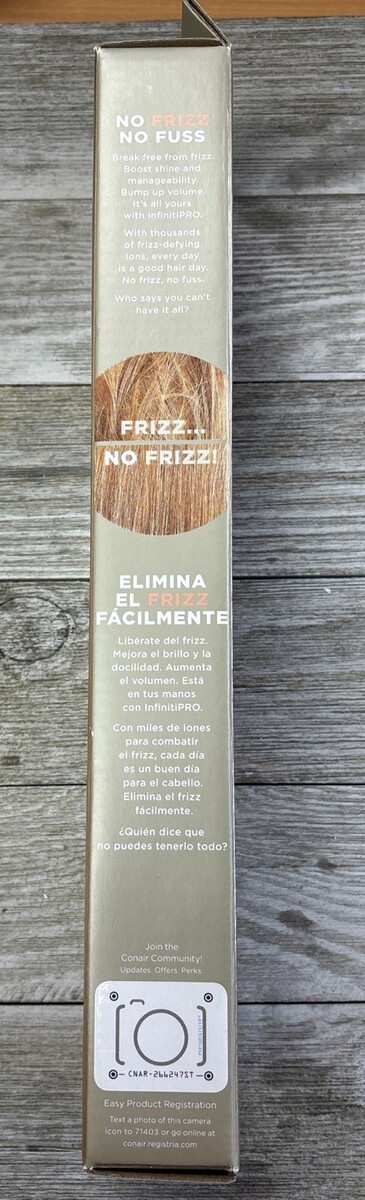 NO FRIZZ
NO FUSS
Break free from frizz.
Boost shine and
manageability.
Bump up volume.
It's all yours
with InfinitiPRO.
With thousands
of frizz-defying
ions, every day
is a good hair day.
No frizz, no fuss.
Who says you can't
have it all?
FRIZZ...
NO FRIZZ!
ELIMINA
EL FRIZZ
FÁCILMENTE
Libérate del frizz.
Mejora el brillo y la
docilidad. Aumenta
el volumen. Está
en tus manos
con InfinitiPRO.
Con miles de iones
para combatir
el frizz, cada día
es un buen día
para el cabello.
Elimina el frizz
fácilmente.
¿Quién dice que
no puedes tenerlo todo?
Join the
Conair Community!
Updates. Offers. Perks.
CNAR-266247ST
Easy Product Registration
Text a photo of this camera
icon to 71403 or go online at
conair.registria.com